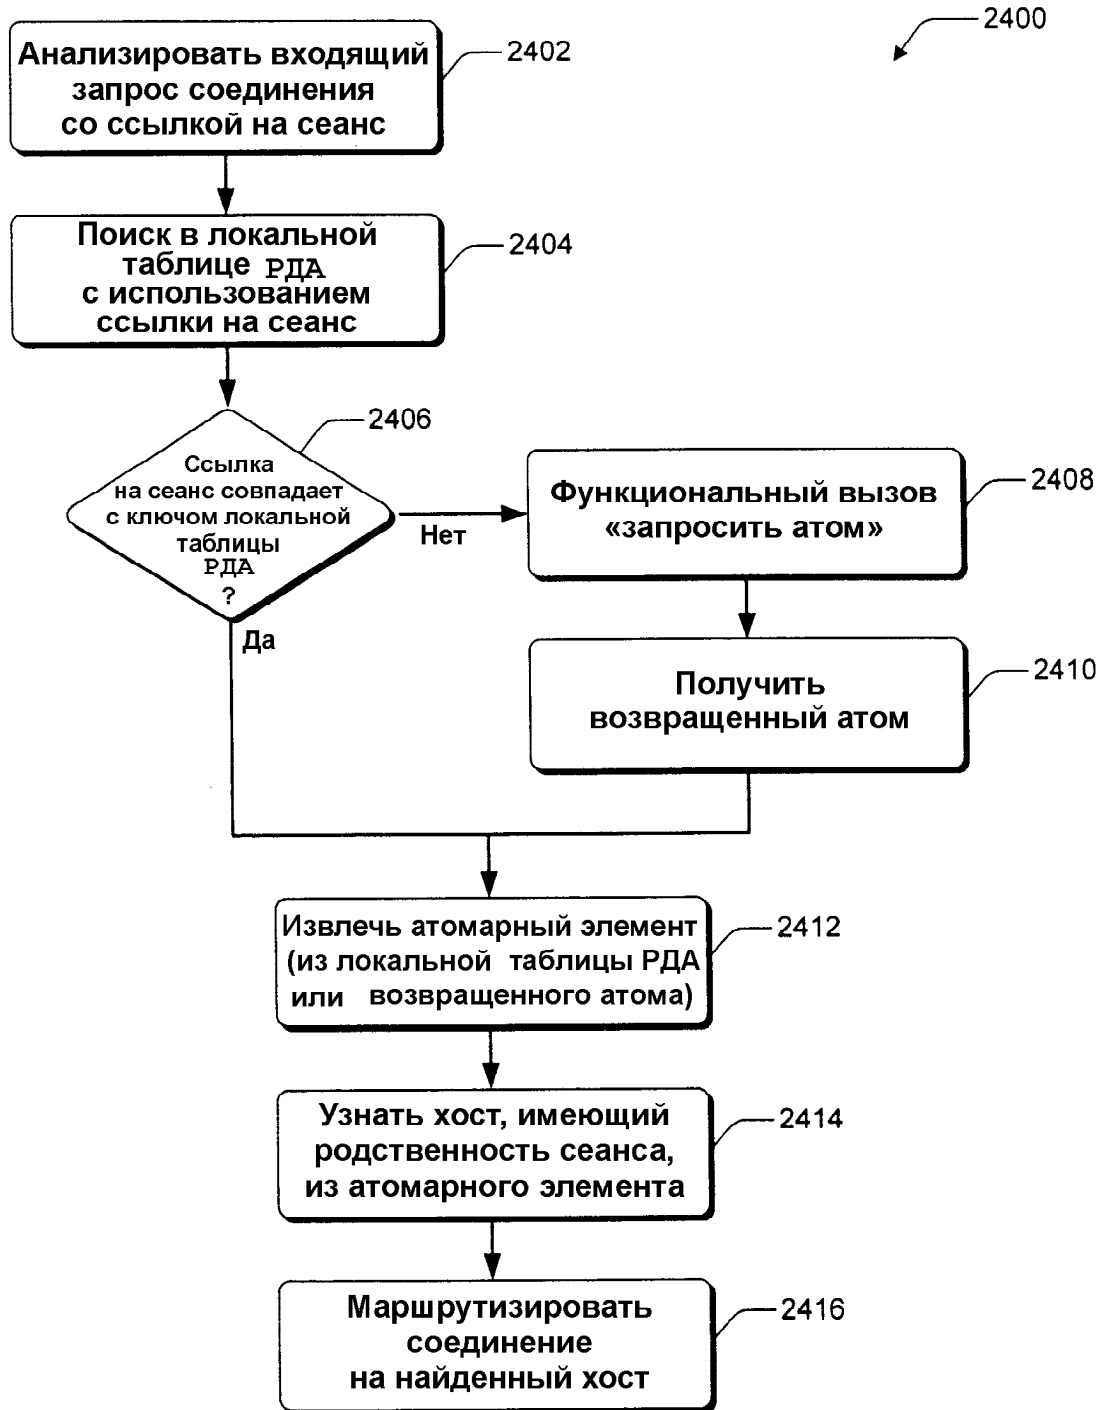 2400
Анализировать входящий
запрос соединения
со ссылкой на сеанс
2402
Поиск в локальной
таблице РДА
с использованием
ссылки на сеанс
2404
2406
Ссылка
на сеанс совпадает
с ключом локальной
таблицы
РДА
?
Нет
Да
Функциональный вызов
«запросить атом»
2408
Получить
возвращенный атом
2410
Извлечь атомарный элемент
(из локальной таблицы РДА
или возвращенного атома)
2412
Узнать хост, имеющий
родственность сеанса,
из атомарного элемента
2414
Маршрутизировать
соединение
на найденный хост
2416